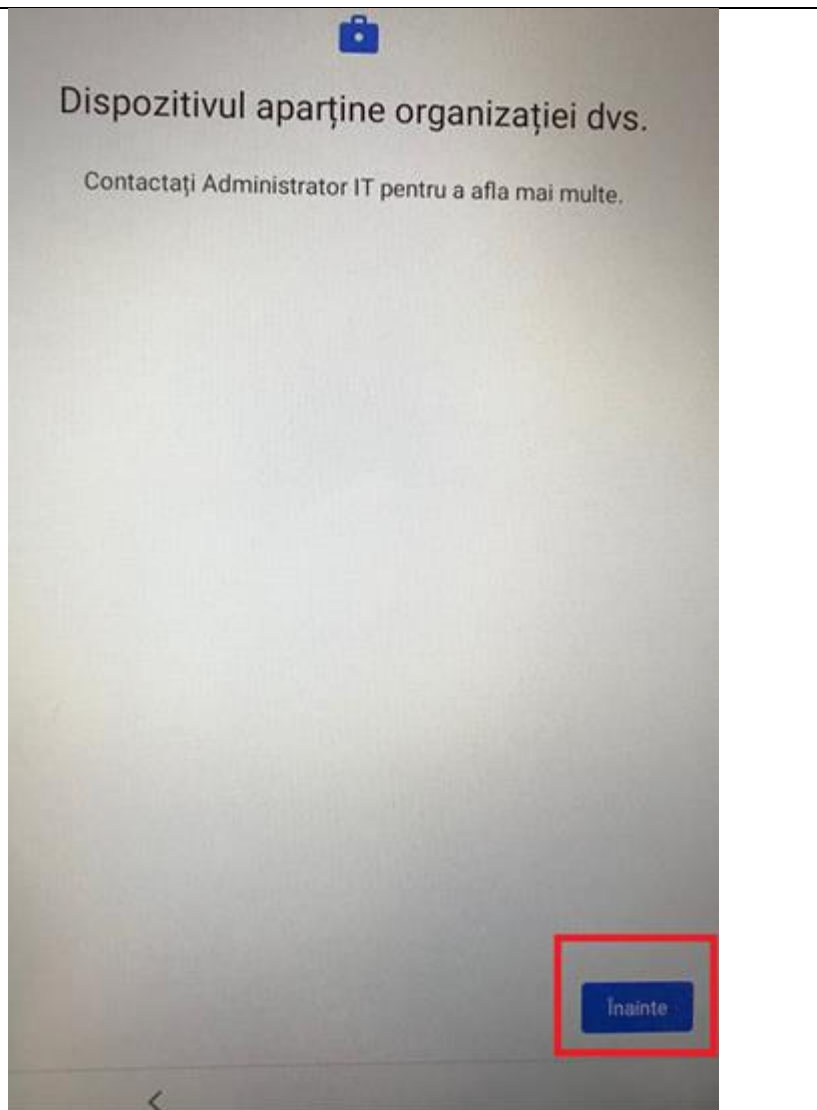 Dispozitivul aparține organizației dvs.
Contactați Administrator IT pentru a afla mai multe.
Înainte